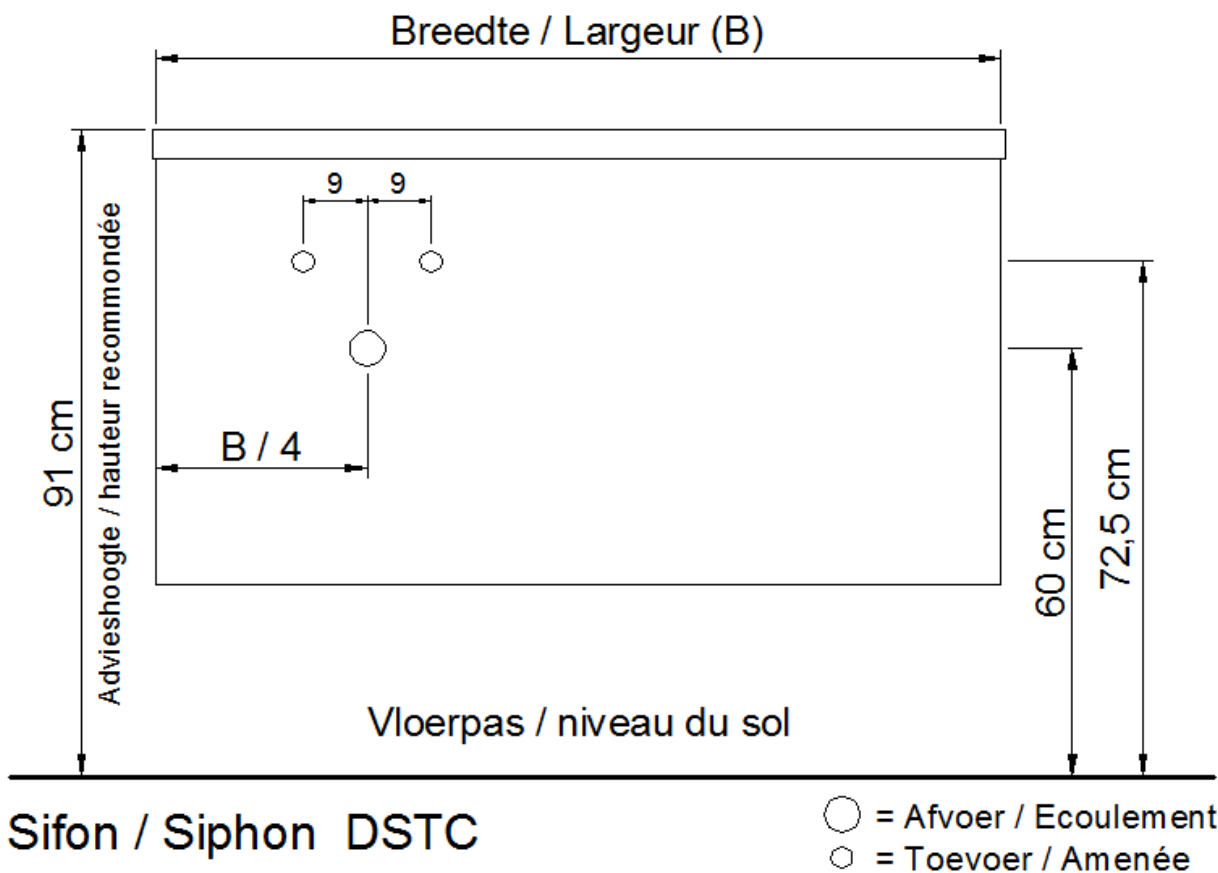 Breedte / Largeur (B)
9 9
B / 4
91 cm
Advieshoogte / hauteur recommondée
60 cm
72,5 cm
Vloerpas / niveau du sol
Sifon / Siphon DSTC
= Afvoer / Ecoulement
= Toevoer / Amenée